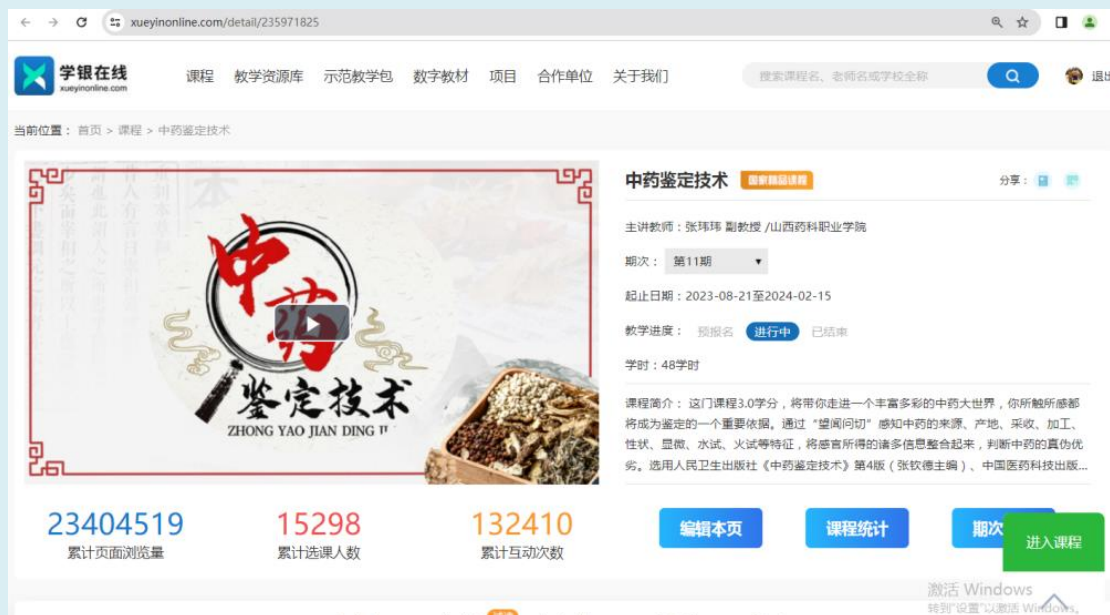 xueyinonline.com/detail/235971825
学银在线
xueyinonline.com
课程 教学资源库 示范教学包 数字教材 项目 合作单位 关于我们
搜索课程名、老师名或学校全称
退出
当前位置： 首页 > 课程 > 中药鉴定技术
中药
鉴定技术
ZHONG YAO JIAN DING
中药鉴定技术 国家精品课程
分享：
主讲教师：张玮玮 副教授 /山西药科职业学院
期次： 第11期
起止日期：2023-08-21至2024-02-15
教学进度： 预报名 进行中 已结束
学时：48学时
课程简介： 这门课程3.0学分，将带你走进一个丰富多彩的中药大世界，你所触所感都
将成为鉴定的一个重要依据。通过“望闻问切”感知中药的来源、产地、采收、加工、
性状、显微、水试、火试等特征，将感官所得的诸多信息整合起来，判断中药的真伪优
劣。选用人民卫生出版社《中药鉴定技术》第4版（张钦德主编）、中国医药科技出版...
23404519 15298 132410
累计页面浏览量 累计选课人数 累计互动次数
编辑本页 课程统计 期次
进入课程
激活 Windows
转到"设置"以激活 Windows。